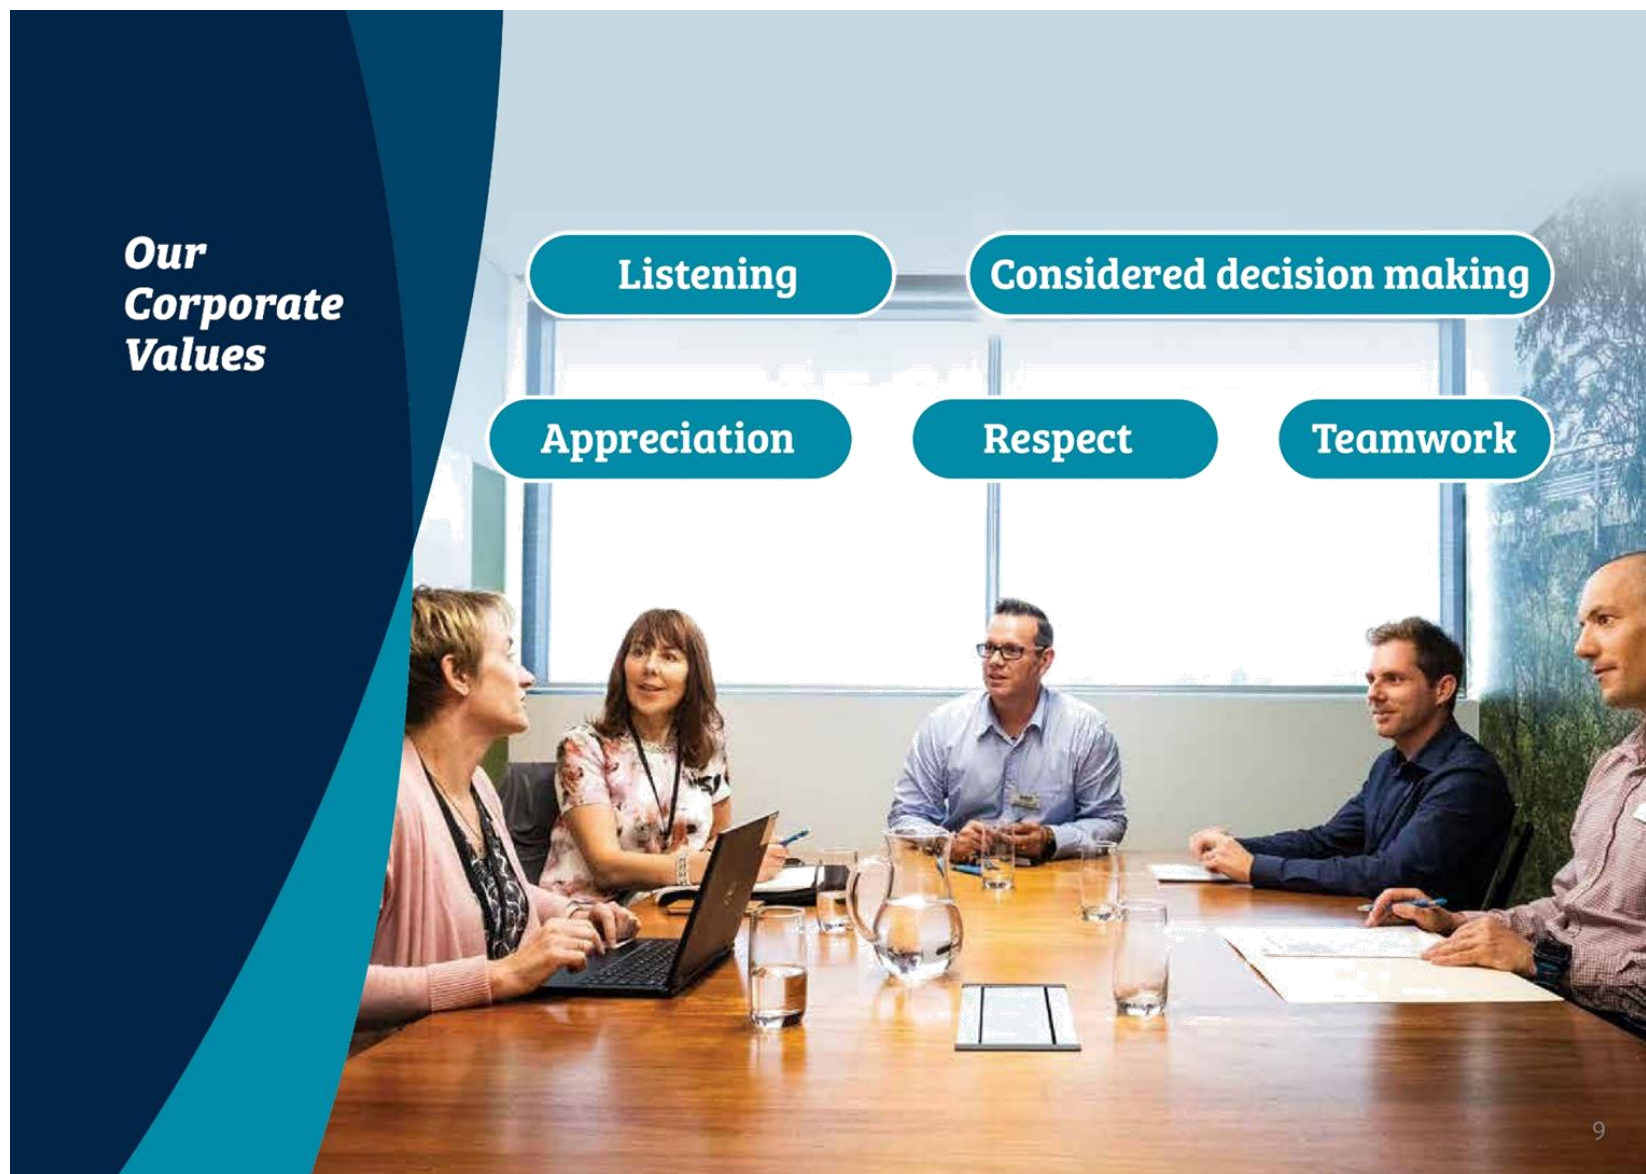 Our
Corporate
Values
Listening
Considered decision making
Appreciation
Respect
Teamwork
9